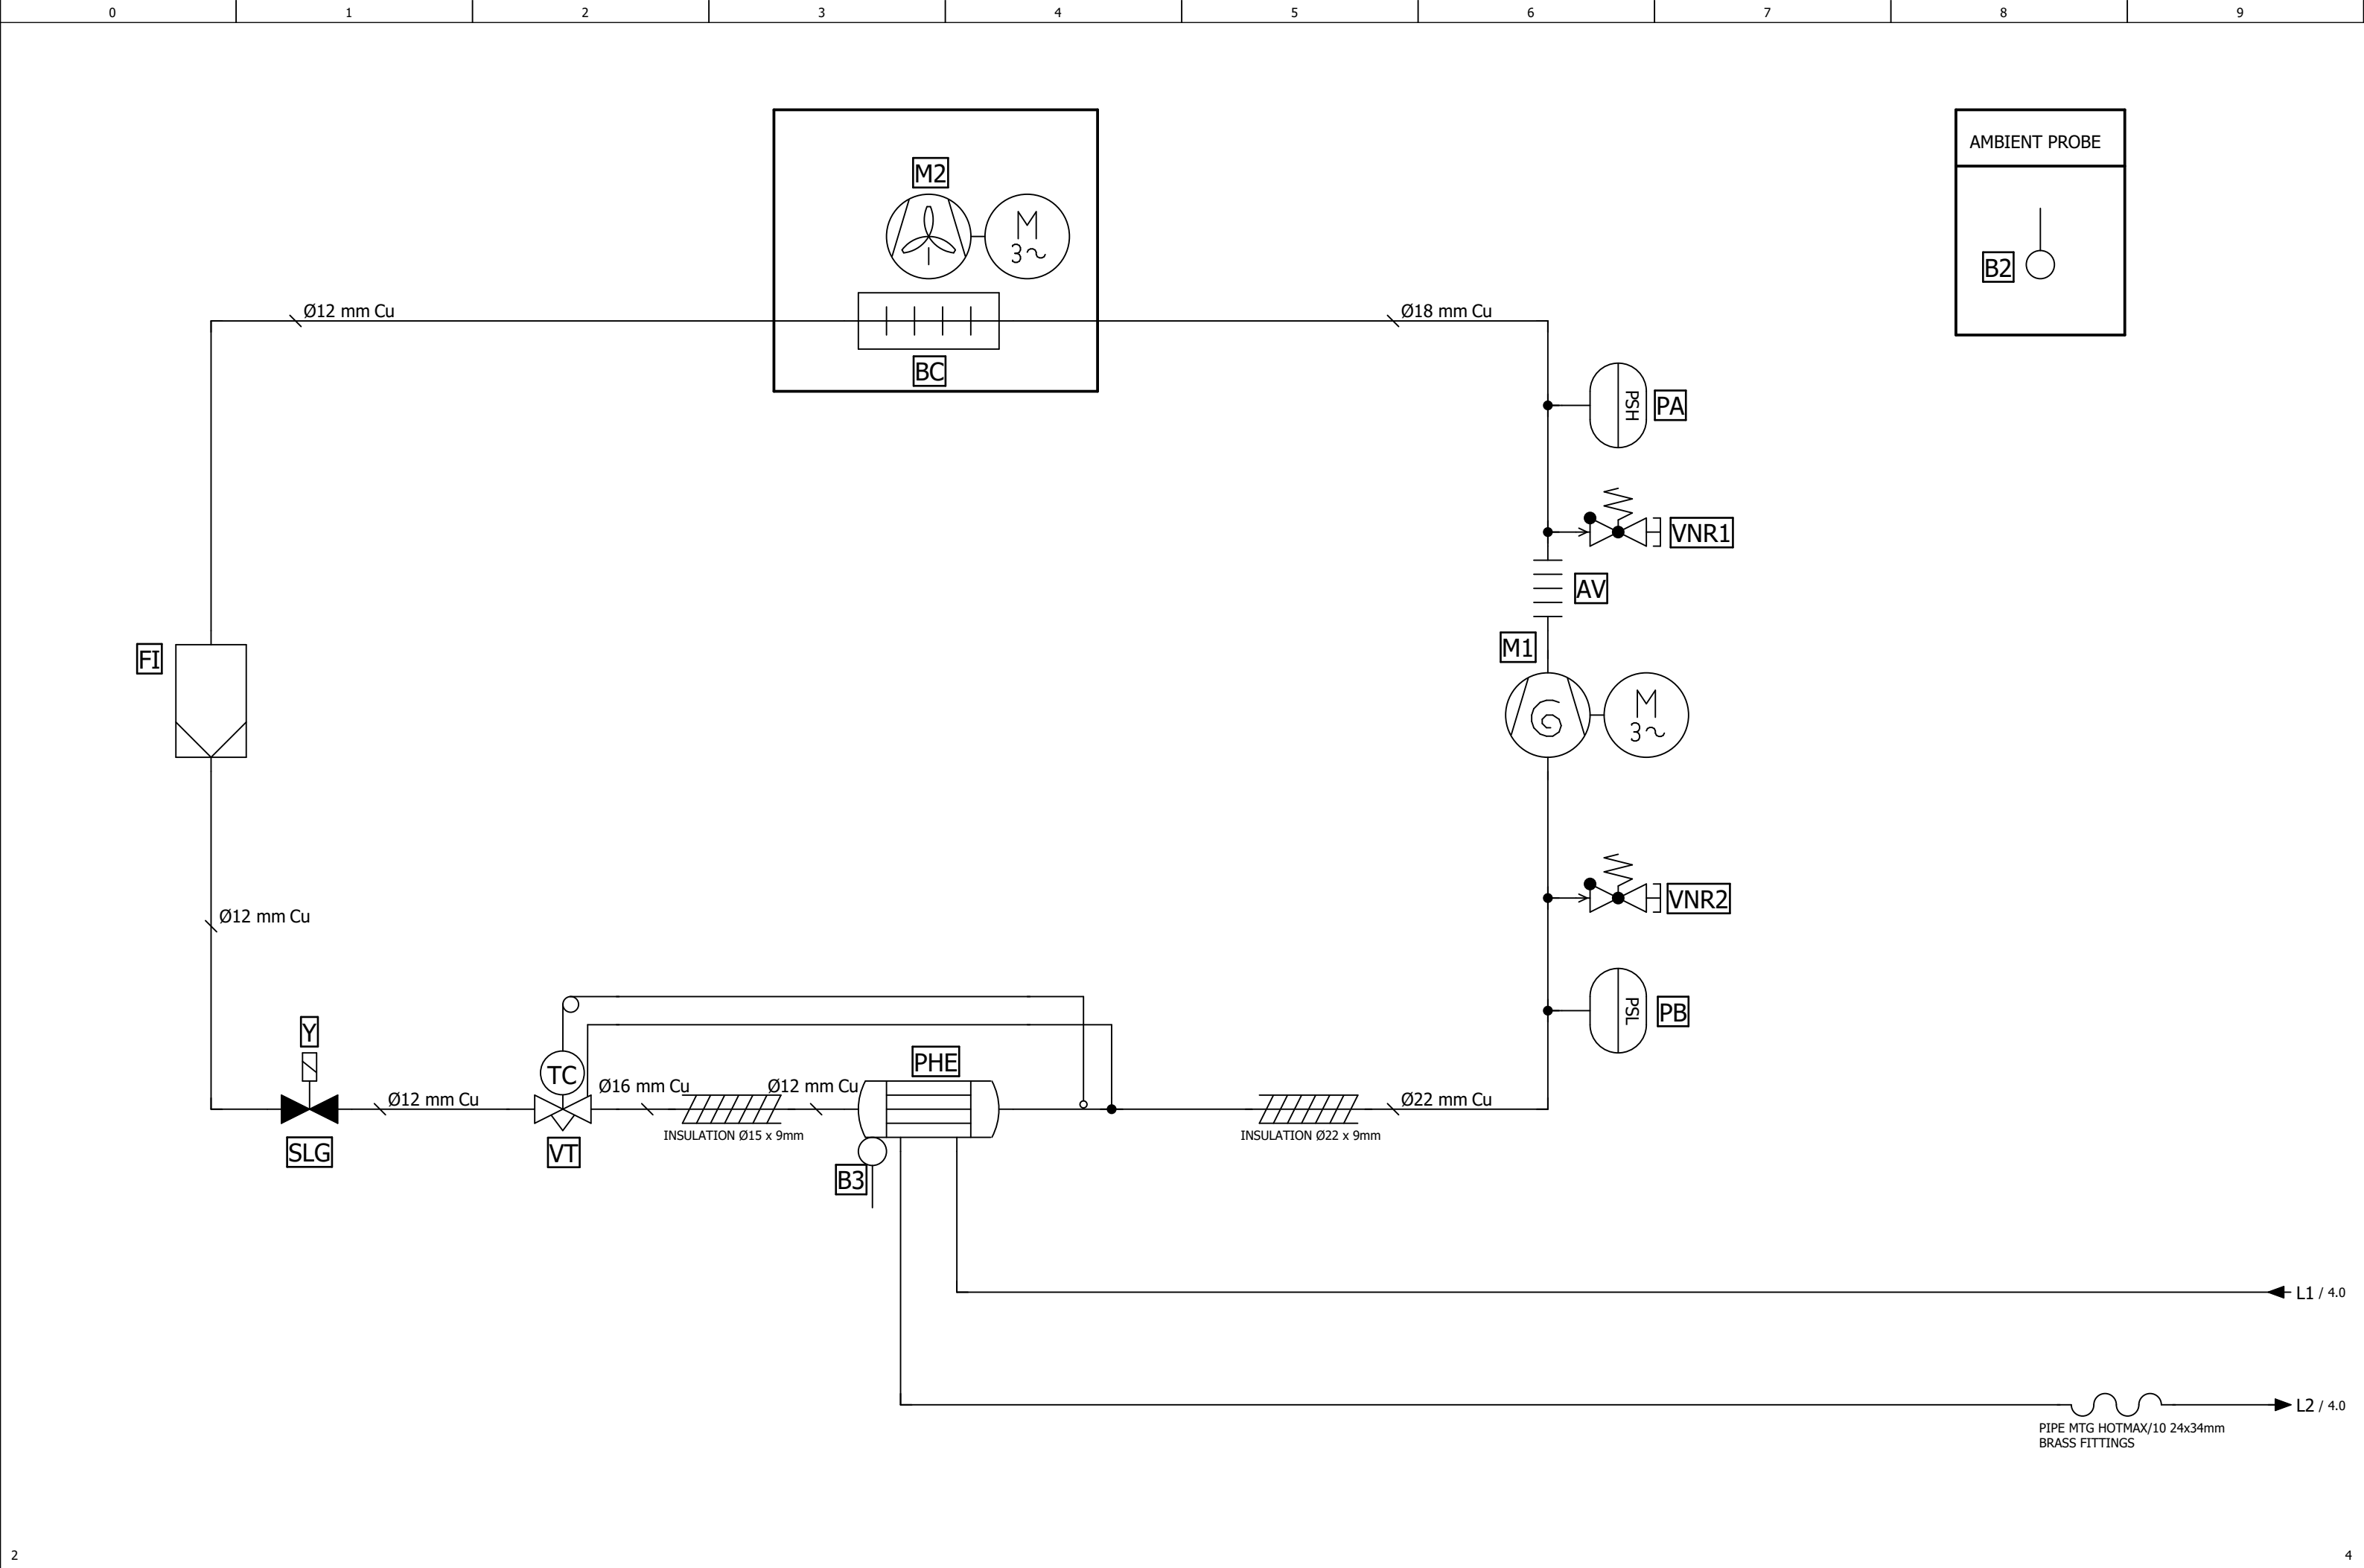 0 1 2 3 4 5 6 7 8 9
AMBIENT PROBE
M2
M
3~
B2
Ø12 mm Cu
Ø18 mm Cu
BC
PSH
PA
VNR1
AV
M1
FI
M
3~
VNR2
Ø12 mm Cu
PSL
PB
Y
PHE
TC
Ø16 mm Cu
Ø12 mm Cu
Ø12 mm Cu
Ø22 mm Cu
INSULATION Ø15 x 9mm
INSULATION Ø22 x 9mm
SLG
VT
B3
L1 / 4.0
L2 / 4.0
PIPE MTG HOTMAX/10 24x34mm
BRASS FITTINGS
2
4